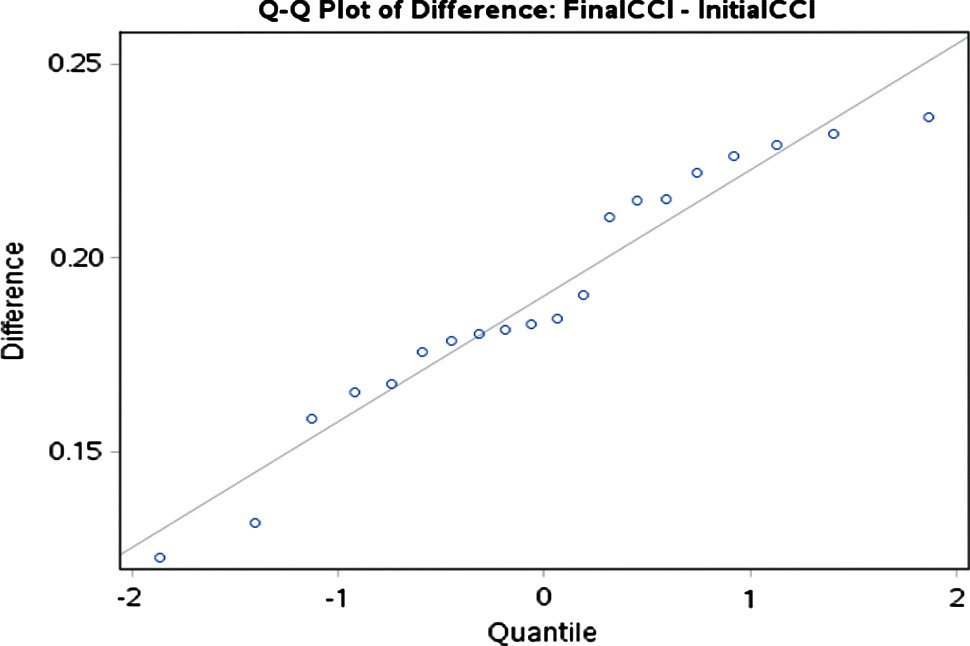 Q-Q Plot of Difference: FinalCCI - InitialCCI
0.25
0.20
0.15
Difference
-2 -1 0 1 2
Quantile